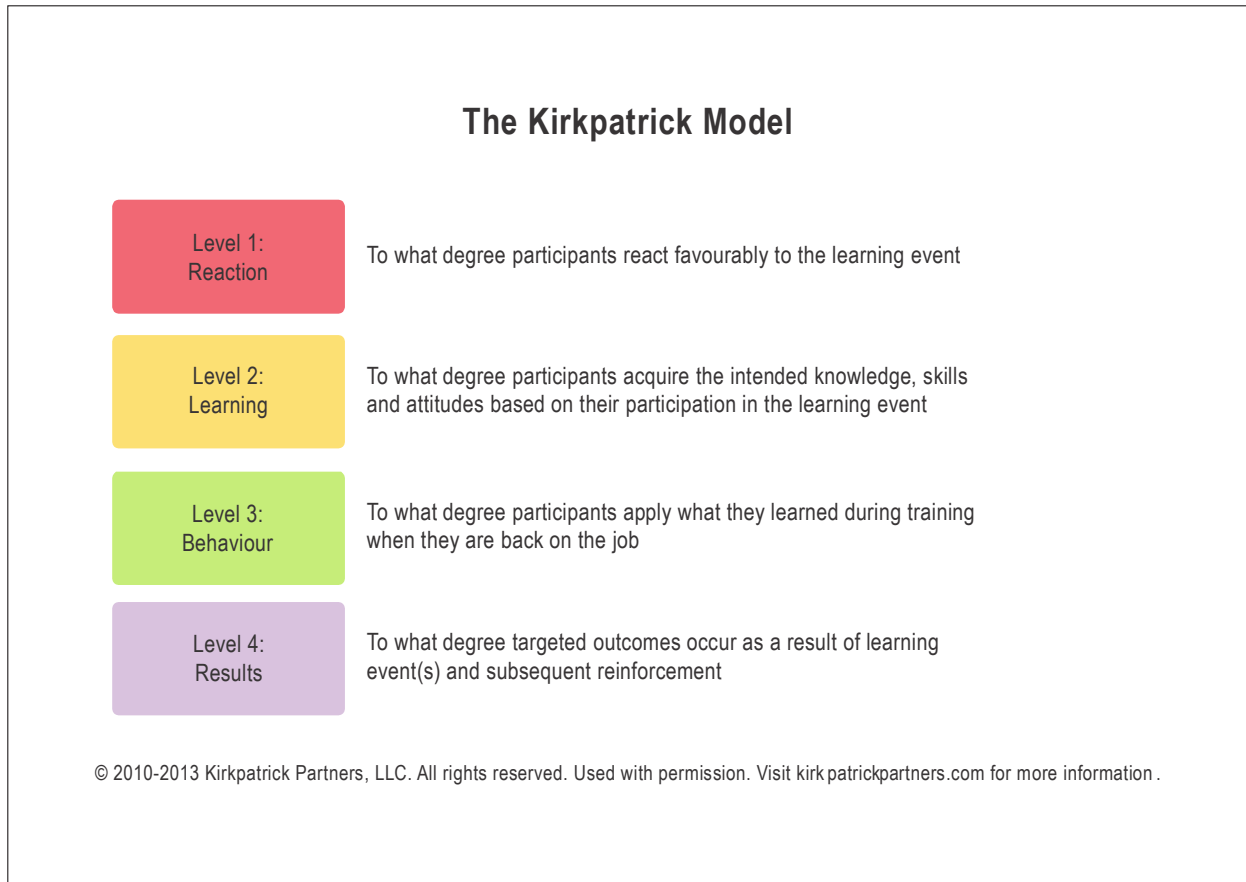 The Kirkpatrick Model
Level 1:
Reaction
To what degree participants react favourably to the learning event
Level 2:
Learning
To what degree participants acquire the intended knowledge, skills
and attitudes based on their participation in the learning event
Level 3:
Behaviour
To what degree participants apply what they learned during training
when they are back on the job
Level 4:
Results
To what degree targeted outcomes occur as a result of learning
event(s) and subsequent reinforcement
© 2010-2013 Kirkpatrick Partners, LLC. All rights reserved. Used with permission. Visit kirkpatrickpartners.com for more information.